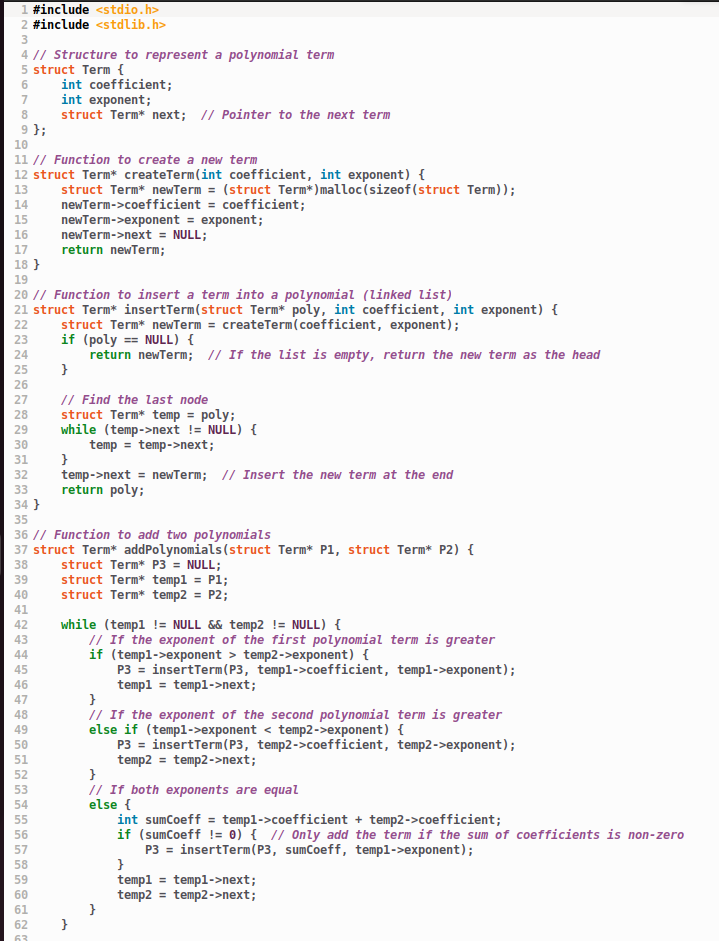 1 #include <stdio.h>
2 #include <stdlib.h>
3
4 // Structure to represent a polynomial term
5 struct Term {
6     int coefficient;
7     int exponent;
8     struct Term* next;  // Pointer to the next term
9 };
10
11 // Function to create a new term
12 struct Term* createTerm(int coefficient, int exponent) {
13     struct Term* newTerm = (struct Term*)malloc(sizeof(struct Term));
14     newTerm->coefficient = coefficient;
15     newTerm->exponent = exponent;
16     newTerm->next = NULL;
17     return newTerm;
18 }
19
20 // Function to insert a term into a polynomial (linked list)
21 struct Term* insertTerm(struct Term* poly, int coefficient, int exponent) {
22     struct Term* newTerm = createTerm(coefficient, exponent);
23     if (poly == NULL) {
24         return newTerm;  // If the list is empty, return the new term as the head
25     }
26
27     // Find the last node
28     struct Term* temp = poly;
29     while (temp->next != NULL) {
30         temp = temp->next;
31     }
32     temp->next = newTerm;  // Insert the new term at the end
33     return poly;
34 }
35
36 // Function to add two polynomials
37 struct Term* addPolynomials(struct Term* P1, struct Term* P2) {
38     struct Term* P3 = NULL;
39     struct Term* temp1 = P1;
40     struct Term* temp2 = P2;
41
42     while (temp1 != NULL && temp2 != NULL) {
43         // If the exponent of the first polynomial term is greater
44         if (temp1->exponent > temp2->exponent) {
45             P3 = insertTerm(P3, temp1->coefficient, temp1->exponent);
46             temp1 = temp1->next;
47         }
48         // If the exponent of the second polynomial term is greater
49         else if (temp1->exponent < temp2->exponent) {
50             P3 = insertTerm(P3, temp2->coefficient, temp2->exponent);
51             temp2 = temp2->next;
52         }
53         // If both exponents are equal
54         else {
55             int sumCoeff = temp1->coefficient + temp2->coefficient;
56             if (sumCoeff != 0) {  // Only add the term if the sum of coefficients is non-zero
57                 P3 = insertTerm(P3, sumCoeff, temp1->exponent);
58             }
59             temp1 = temp1->next;
60             temp2 = temp2->next;
61         }
62     }
63